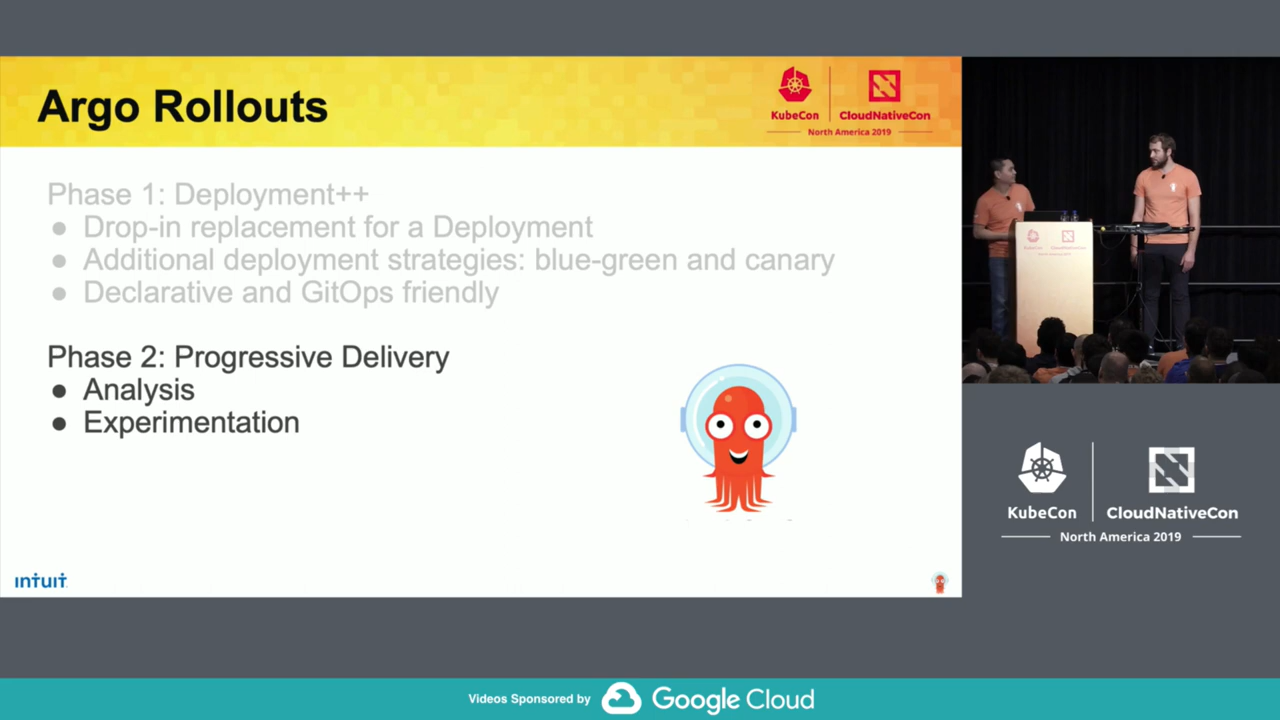 Argo Rollouts
KubeCon
CloudNativeCon
North America 2019
Phase 1: Deployment++
● Drop-in replacement for a Deployment
● Additional deployment strategies: blue-green and canary
● Declarative and GitOps friendly
Phase 2: Progressive Delivery
● Analysis
● Experimentation
INTUIT
KubeCon
CloudNativeCon
North America 2019
Videos Sponsored by Google Cloud